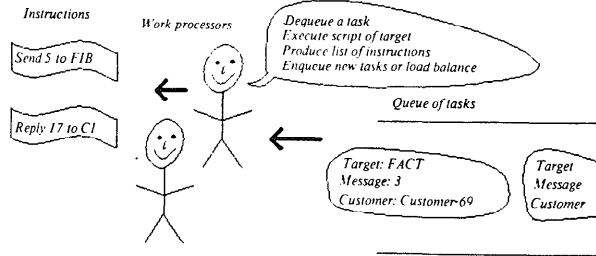 Instructions
Work processors
Dequeue a task
Execute script of target
Produce list of instructions
Enqueue new tasks or load balance
Send 5 to FIB
Reply 17 to C1
Queue of tasks
Target: FACT
Message: 3
Customer: Customer-69
Target
Message
Customer